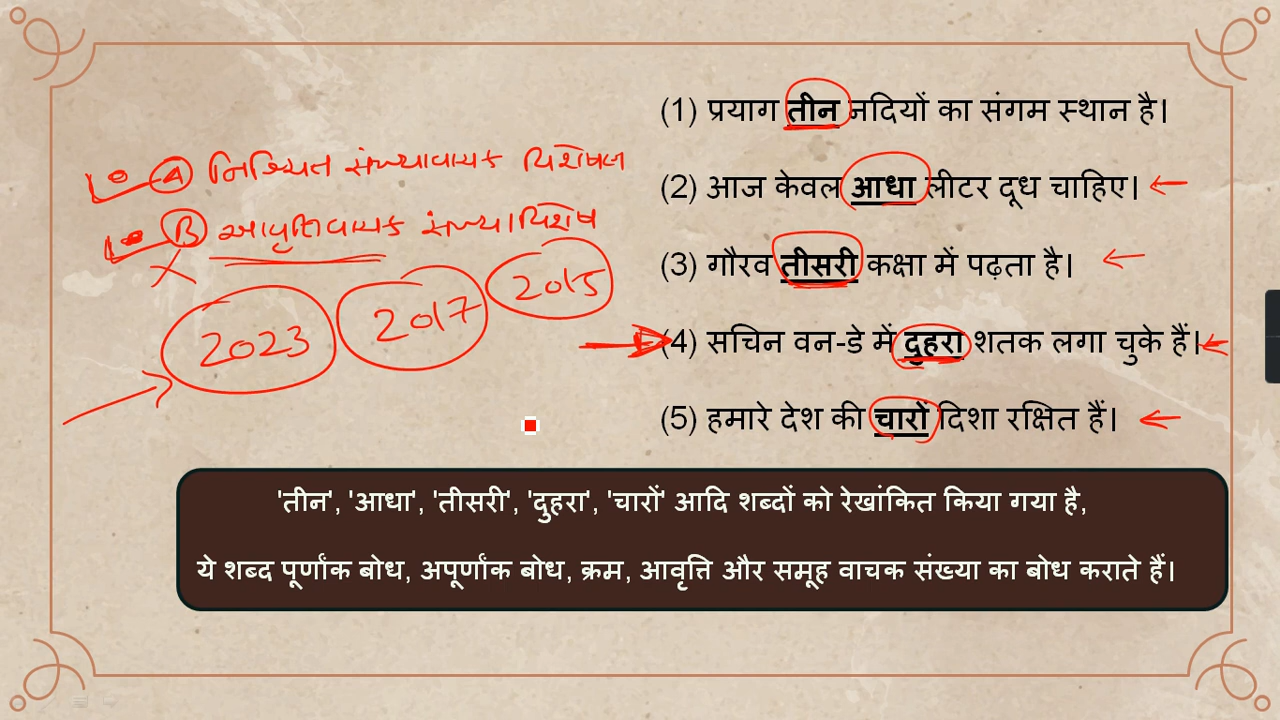 (A) निश्चित संख्यावाचक विशेषण
(B) आवृत्तिवाचक संख्या विशेष
2023 2017 2015
(1) प्रयाग तीन नदियों का संगम स्थान है।
(2) आज केवल आधा लीटर दूध चाहिए।
(3) गौरव तीसरी कक्षा में पढ़ता है।
(4) सचिन वन-डे में दुहरा शतक लगा चुके हैं।
(5) हमारे देश की चारों दिशा रक्षित हैं।
'तीन', 'आधा', 'तीसरी', 'दुहरा', 'चारों' आदि शब्दों को रेखांकित किया गया है,
ये शब्द पूर्णांक बोध, अपूर्णांक बोध, क्रम, आवृत्ति और समूह वाचक संख्या का बोध कराते हैं।